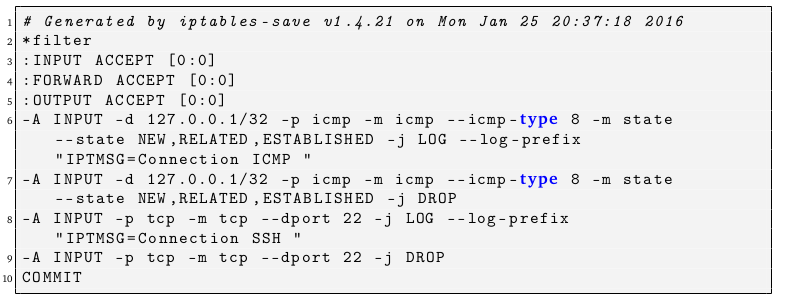 1 # Generated by iptables-save v1.4.21 on Mon Jan 25 20:37:18 2016
2 *filter
3 :INPUT ACCEPT [0:0]
4 :FORWARD ACCEPT [0:0]
5 :OUTPUT ACCEPT [0:0]
6 -A INPUT -d 127.0.0.1/32 -p icmp -m icmp --icmp-type 8 -m state
--state NEW,RELATED,ESTABLISHED -j LOG --log-prefix
"IPTMSG=Connection ICMP "
7 -A INPUT -d 127.0.0.1/32 -p icmp -m icmp --icmp-type 8 -m state
--state NEW,RELATED,ESTABLISHED -j DROP
8 -A INPUT -p tcp -m tcp --dport 22 -j LOG --log-prefix
"IPTMSG=Connection SSH "
9 -A INPUT -p tcp -m tcp --dport 22 -j DROP
10 COMMIT